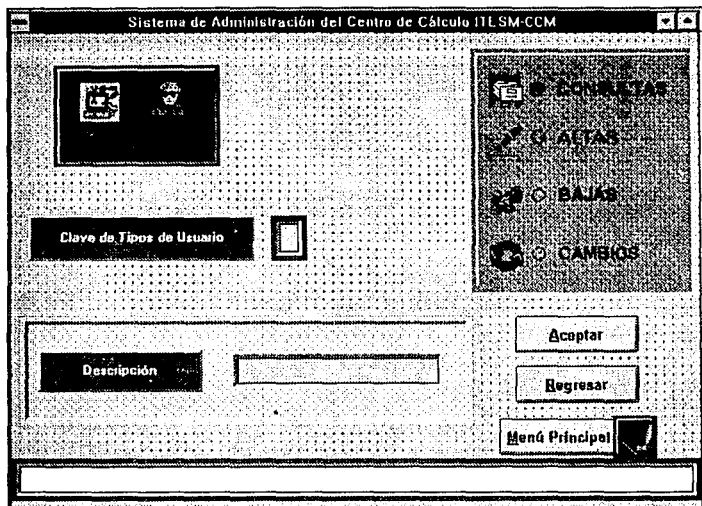 Sistema de Administración del Centro de Cálculo ITESM-CCM
CONSULTAS
ALTAS
BAJAS
CAMBIOS
Clave de Tipos de Usuario
Aceptar
Descripción
Regresar
Menú Principal